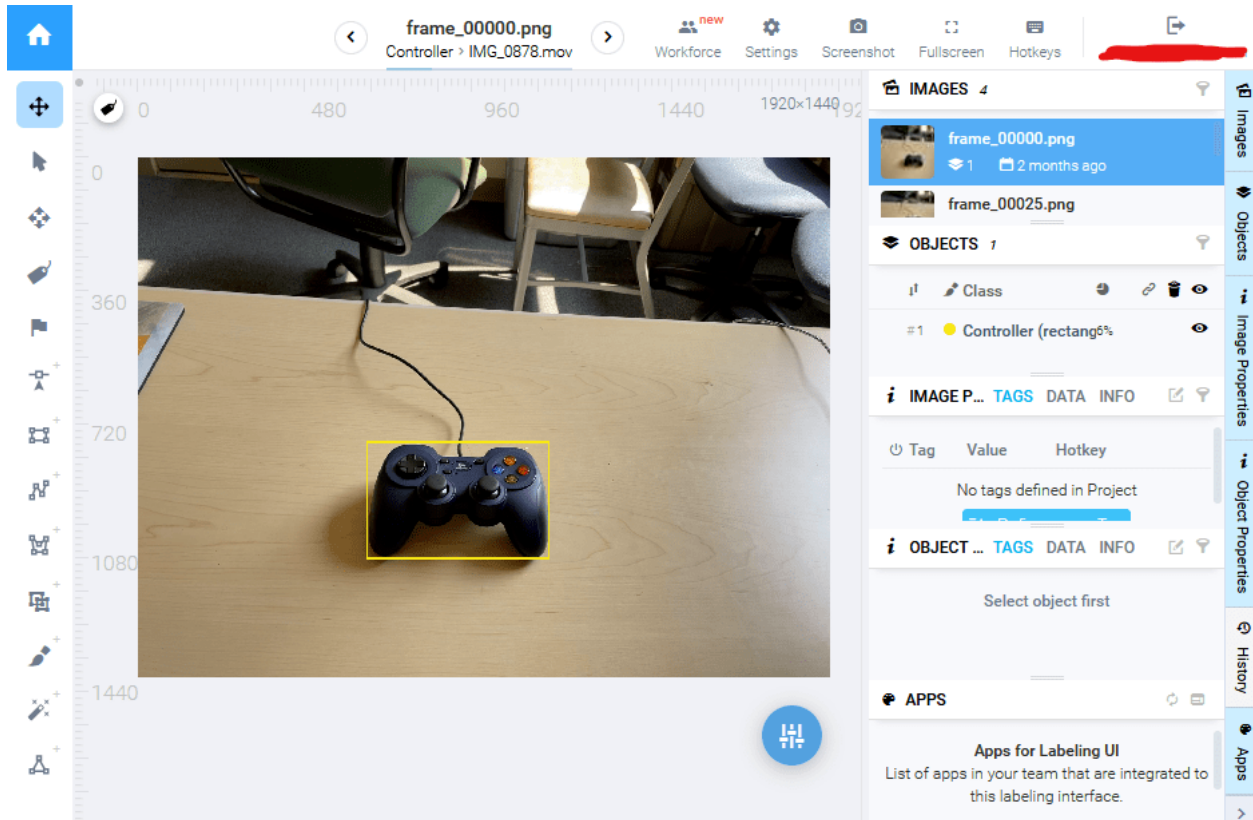 frame_00000.png
Controller > IMG_0878.mov
new
Workforce
Settings
Screenshot
Fullscreen
Hotkeys
0
480
960
1440
1920×1440
192
0
360
720
1080
1440
IMAGES 4
frame_00000.png
1
2 months ago
frame_00025.png
OBJECTS 1
Class
#1 Controller (rectang6%
IMAGE P... TAGS DATA INFO
Tag Value Hotkey
No tags defined in Project
OBJECT ... TAGS DATA INFO
Select object first
APPS
Apps for Labeling UI
List of apps in your team that are integrated to
this labeling interface.
Images
Objects
Image Properties
Object Properties
History
Apps